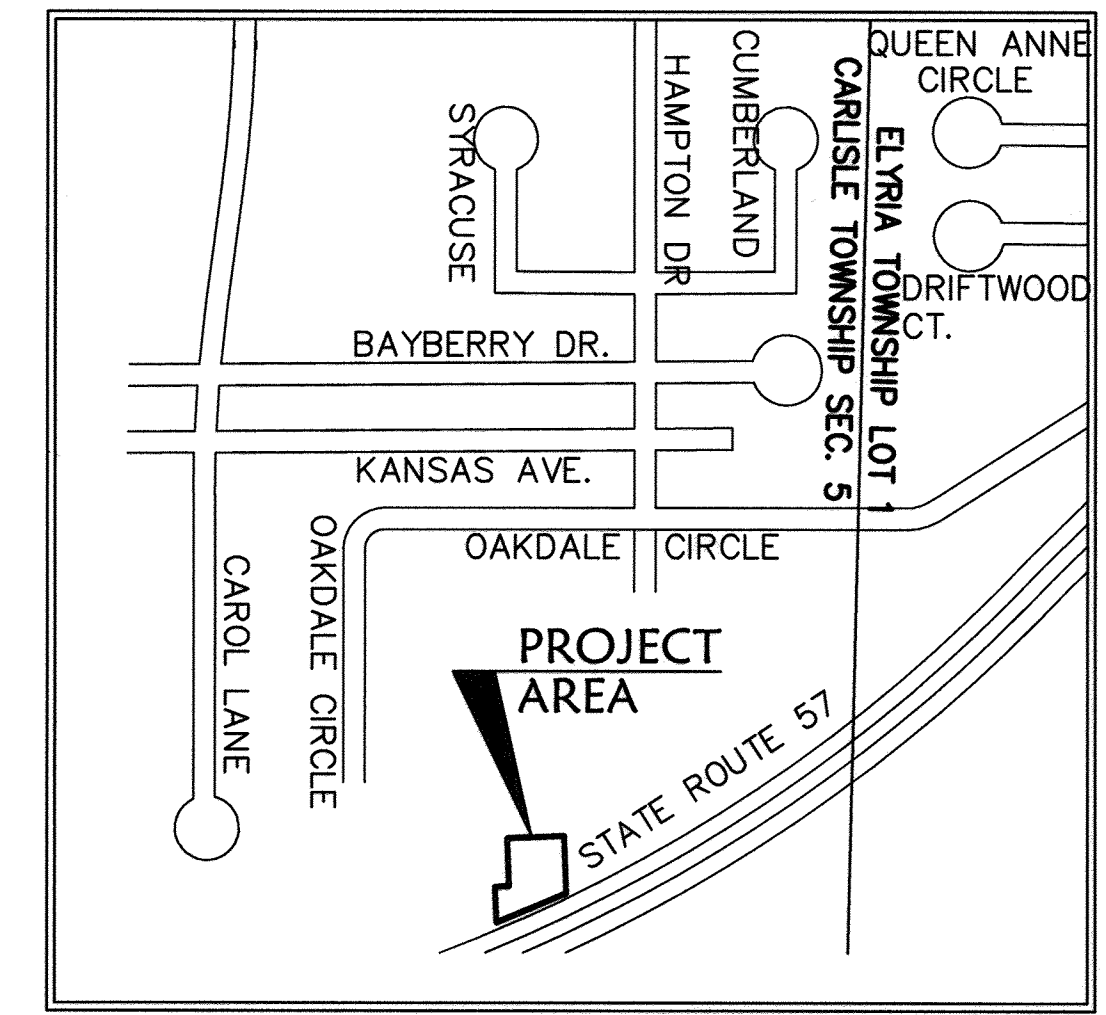 QUEEN ANNE
CIRCLE
CUMBERLAND
HAMPTON DR
SYRACUSE
CARLISLE TOWNSHIP SEC. 5
ELYRIA TOWNSHIP LOT 1
DRIFTWOOD
CT.
BAYBERRY DR.
KANSAS AVE.
OAKDALE CIRCLE
OAKDALE CIRCLE
CAROL LANE
PROJECT
AREA
STATE ROUTE 57